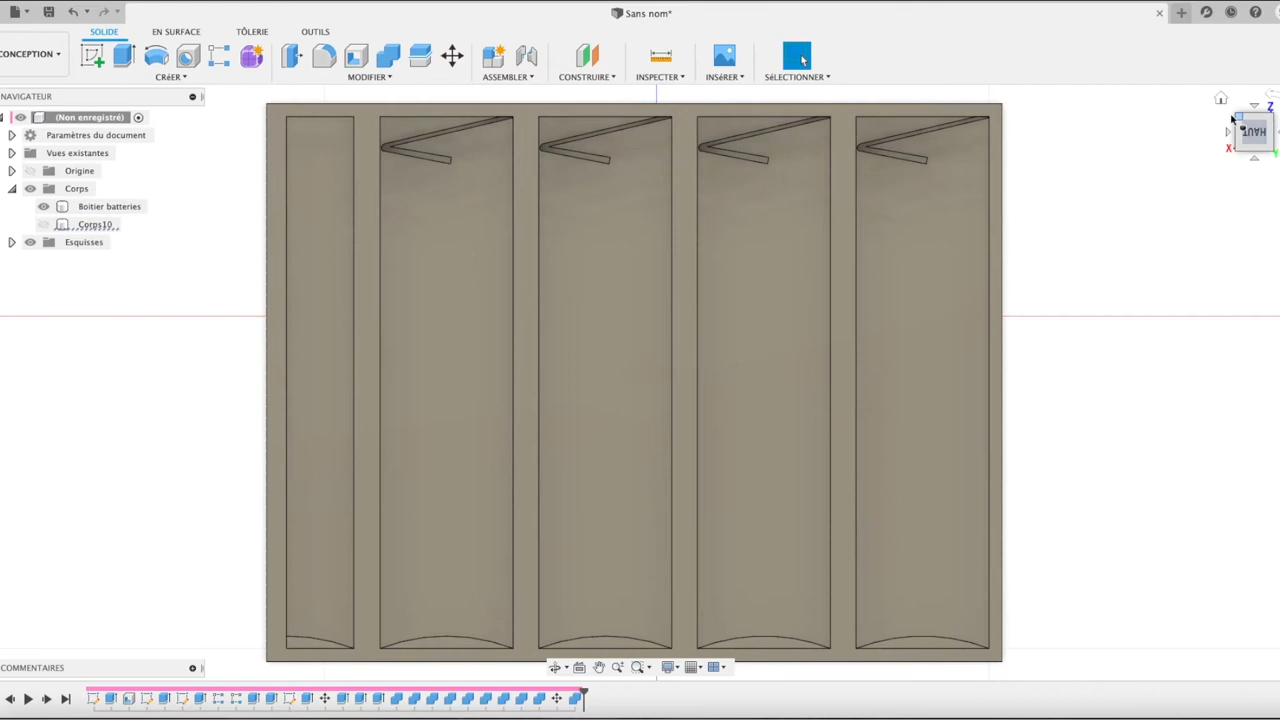 Sans nom*
CONCEPTION
SOLIDE
EN SURFACE
TÔLERIE
OUTILS
CRÉER
MODIFIER
ASSEMBLER
CONSTRUIRE
INSPECTER
INSÉRER
SÉLECTIONNER
NAVIGATEUR
(Non enregistré)
Paramètres du document
Vues existantes
Origine
Corps
Boitier batteries
Corps10
Esquisses
Z
HAUT
X
Y
COMMENTAIRES